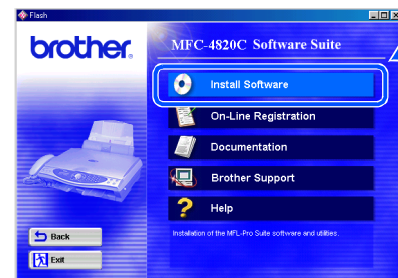 Flash
brother.
MFC-4820C Software Suite
Install Software
On-Line Registration
Documentation
Brother Support
Help
Installation of the MFL-Pro Suite software and utilities.
Back
Exit